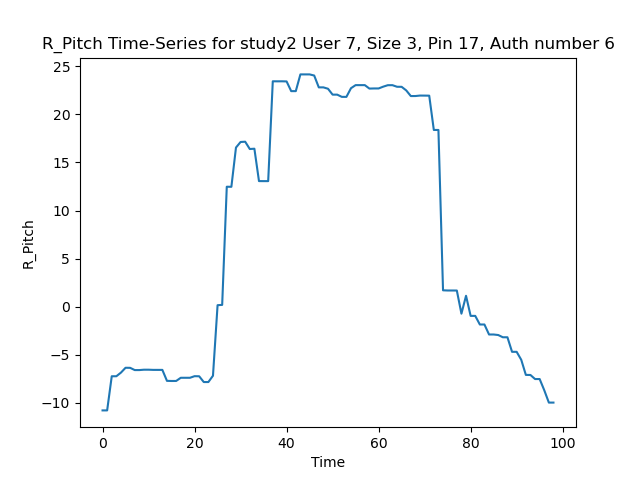 R_Pitch Time-Series for study2 User 7, Size 3, Pin 17, Auth number 6
25
20
15
10
5
0
−5
−10
R_Pitch
0 20 40 60 80 100
Time